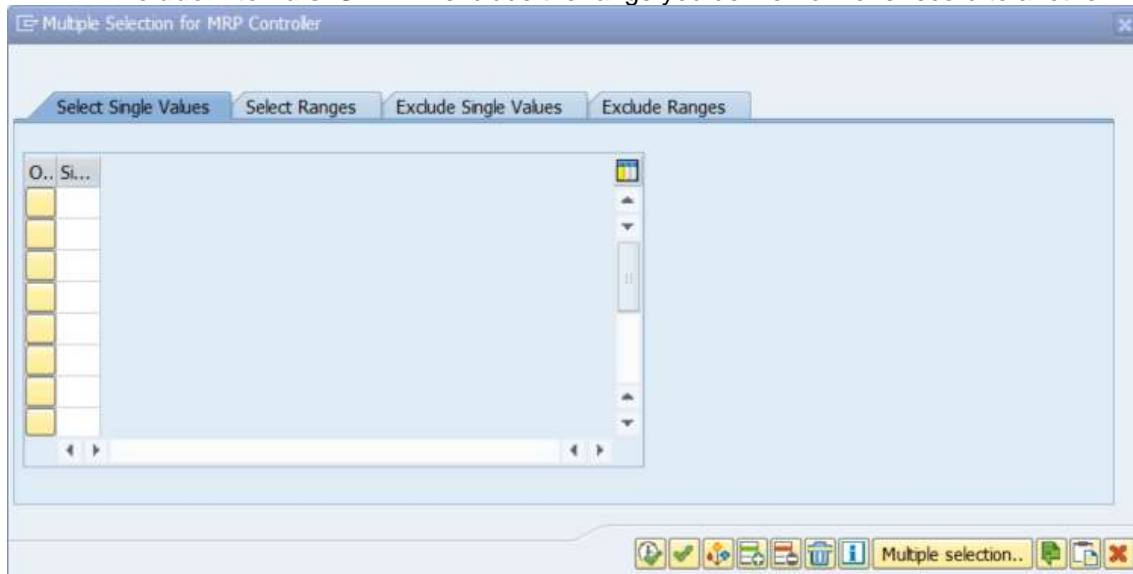 Multiple Selection for MRP Controller
Select Single Values Select Ranges Exclude Single Values Exclude Ranges
O.. Si...
Multiple selection..